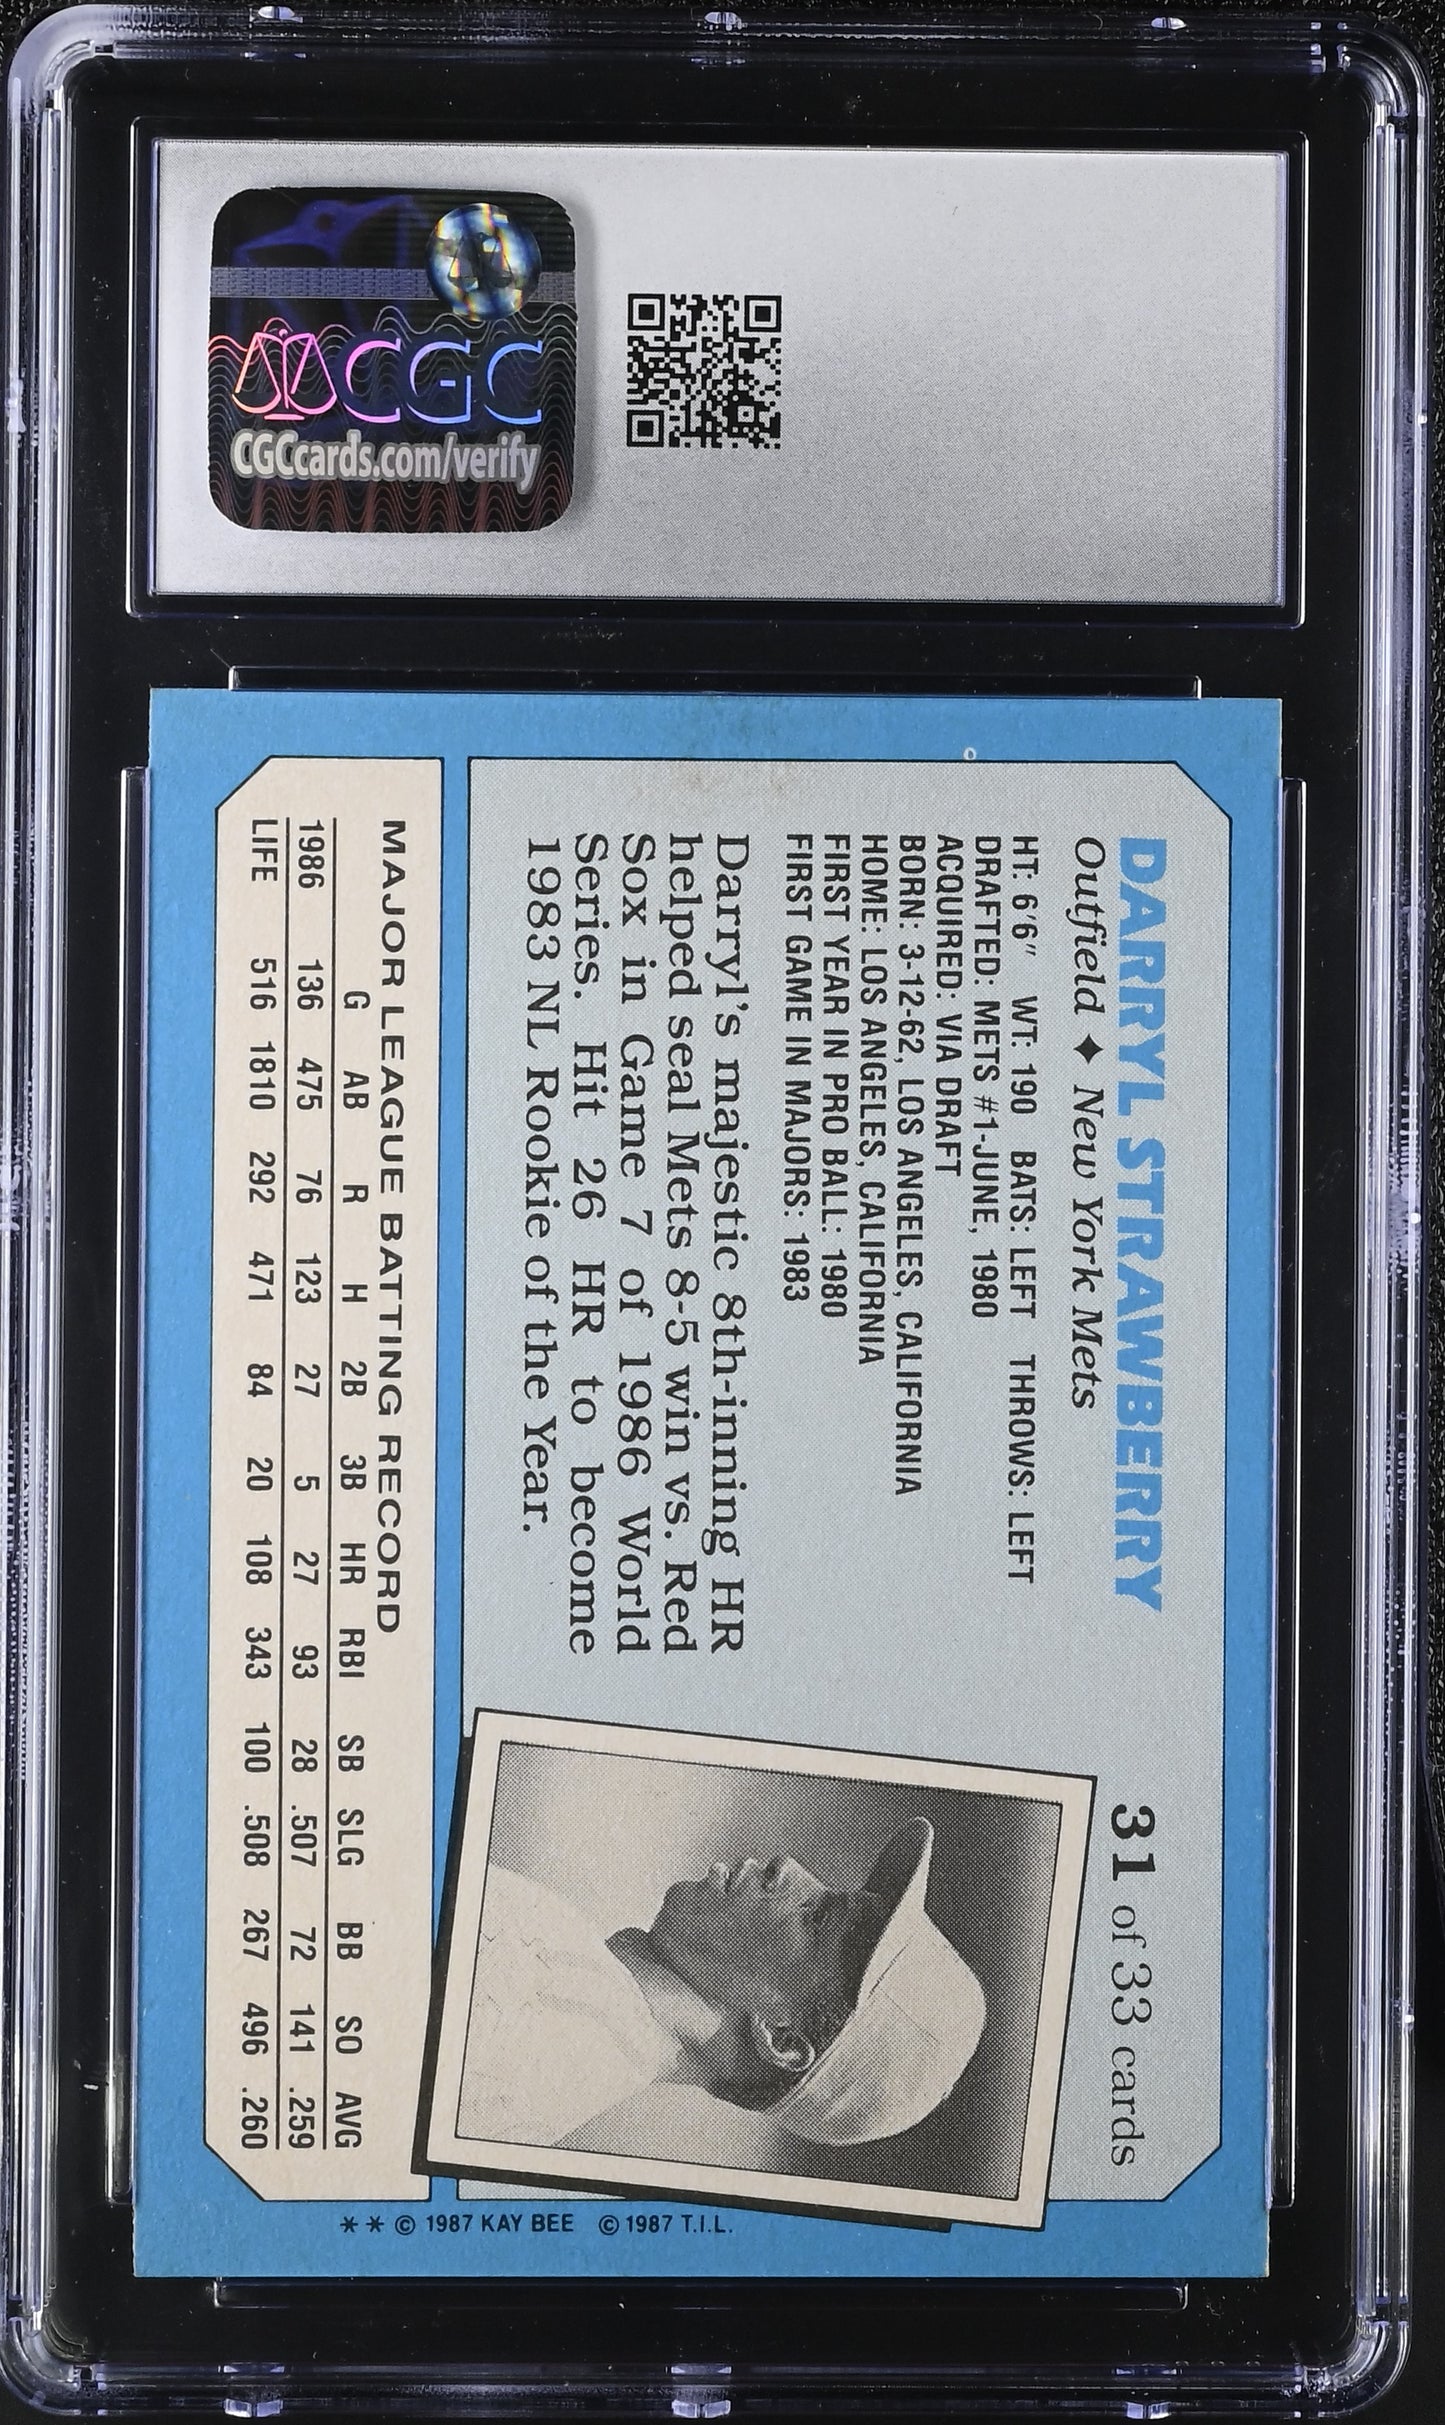 CGC
CGCcards.com/verify
DARRYL STRAWBERRY
31 of 33 cards
Outfield ♦ New York Mets
HT: 6'6" WT: 190 BATS: LEFT THROWS: LEFT
DRAFTED: METS #1-JUNE, 1980
ACQUIRED: VIA DRAFT
BORN: 3-12-62, LOS ANGELES, CALIFORNIA
HOME: LOS ANGELES, CALIFORNIA
FIRST YEAR IN PRO BALL: 1980
FIRST GAME IN MAJORS: 1983
Darryl's majestic 8th-inning HR
helped seal Mets 8-5 win vs. Red
Sox in Game 7 of 1986 World
Series. Hit 26 HR to become
1983 NL Rookie of the Year.
MAJOR LEAGUE BATTING RECORD
G AB R H 2B 3B HR RBI SB SLG BB SO AVG
1986 136 475 76 123 27 5 27 93 28 .507 72 141 .259
LIFE 516 1810 292 471 84 20 108 343 100 .508 267 496 .260
** © 1987 KAY BEE © 1987 T.I.L.